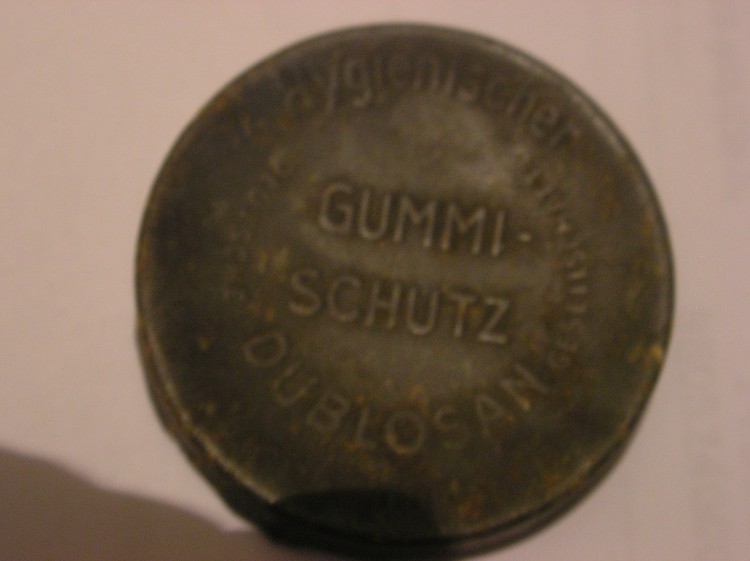 Hygienischer
GUMMI-
SCHUTZ
DUBLOSAN